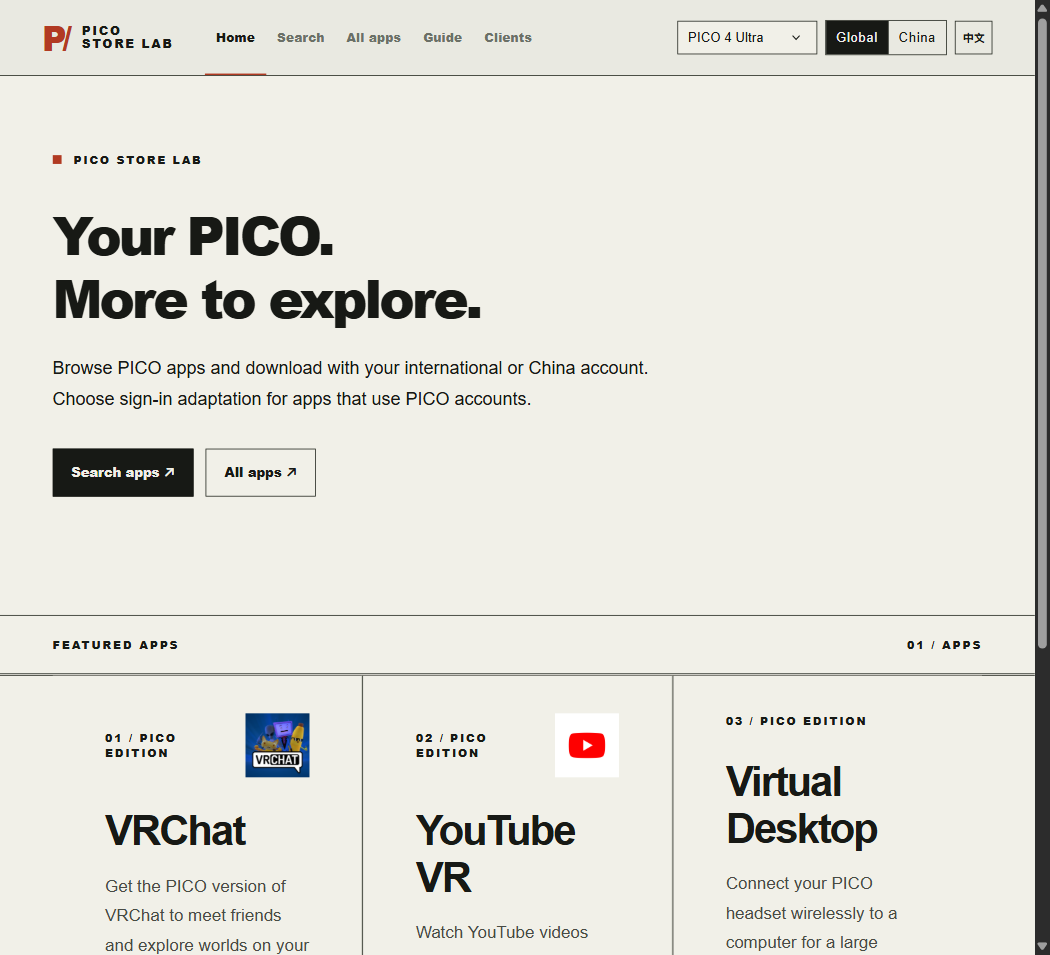 P/ PICO
STORE LAB
Home Search All apps Guide Clients
PICO 4 Ultra
Global China
中文
PICO STORE LAB
Your PICO.
More to explore.
Browse PICO apps and download with your international or China account.
Choose sign-in adaptation for apps that use PICO accounts.
Search apps ↗ All apps ↗
FEATURED APPS
01 / APPS
01 / PICO
EDITION
VRCHAT
VRChat
Get the PICO version of
VRChat to meet friends
and explore worlds on your
02 / PICO
EDITION
YouTube
VR
Watch YouTube videos
03 / PICO EDITION
Virtual
Desktop
Connect your PICO
headset wirelessly to a
computer for a large